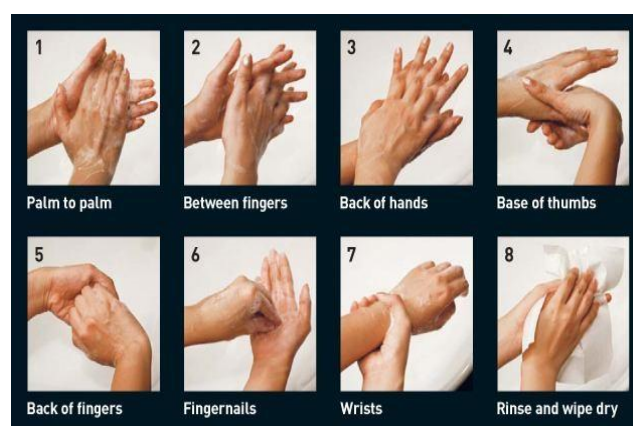 1
2
3
4
Palm to palm
Between fingers
Back of hands
Base of thumbs
5
6
7
8
Back of fingers
Fingernails
Wrists
Rinse and wipe dry